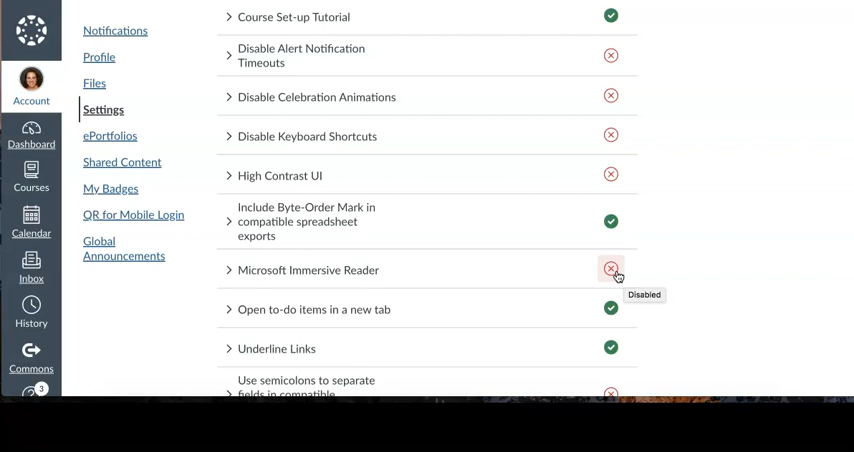 Account
Dashboard
Courses
Calendar
Inbox
History
Commons
3
Notifications
Profile
Files
Settings
ePortfolios
Shared Content
My Badges
QR for Mobile Login
Global
Announcements
Course Set-up Tutorial
Disable Alert Notification
Timeouts
Disable Celebration Animations
Disable Keyboard Shortcuts
High Contrast UI
Include Byte-Order Mark in
compatible spreadsheet
exports
Microsoft Immersive Reader
Disabled
Open to-do items in a new tab
Underline Links
Use semicolons to separate
fields in compatible